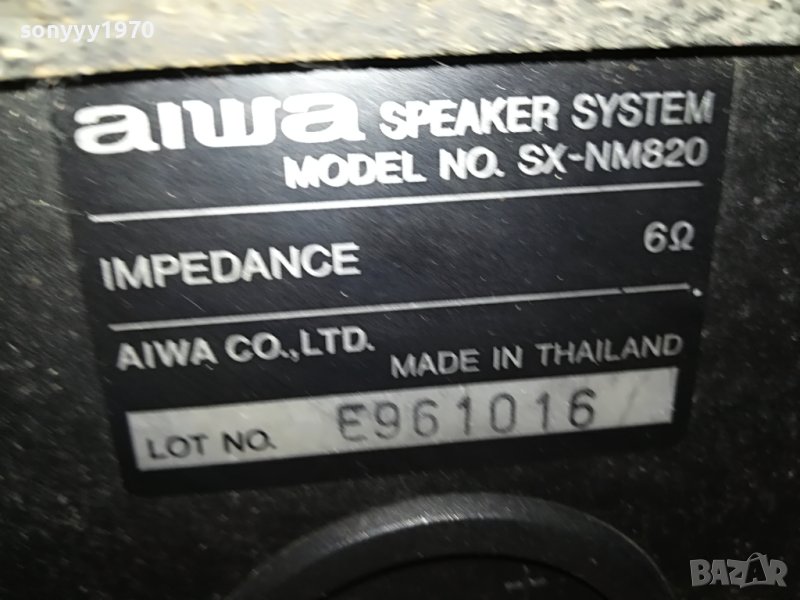 sonyyy1970
aiwa SPEAKER SYSTEM
MODEL NO. SX-NM820
IMPEDANCE 6Ω
AIWA CO.,LTD. MADE IN THAILAND
LOT NO. E961016
BAZAR